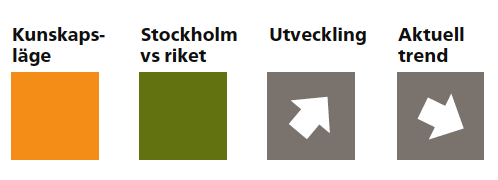 Kunskaps-
läge
Stockholm
vs riket
Utveckling
Aktuell
trend